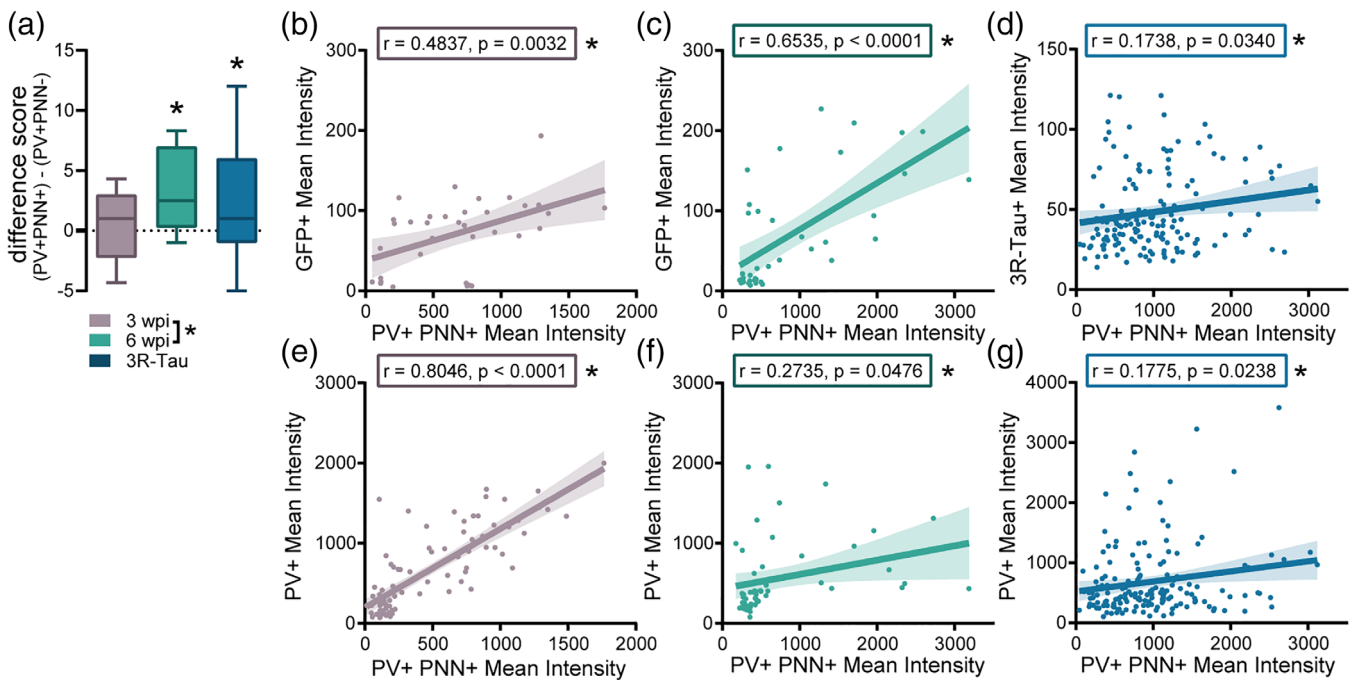 (a)
difference score
(PV+PNN+) - (PV+PNN-)
15
10
5
0
-5
*
*
3 wpi
6 wpi
*
3R-Tau
(b)
r = 0.4837, p = 0.0032 *
GFP+ Mean Intensity
300
200
100
0
0 500 1000 1500 2000
PV+ PNN+ Mean Intensity
(c)
r = 0.6535, p < 0.0001 *
GFP+ Mean Intensity
300
200
100
0
0 1000 2000 3000
PV+ PNN+ Mean Intensity
(d)
r = 0.1738, p = 0.0340 *
3R-Tau+ Mean Intensity
150
100
50
0
0 1000 2000 3000
PV+ PNN+ Mean Intensity
(e)
r = 0.8046, p < 0.0001 *
PV+ Mean Intensity
3000
2000
1000
0
0 500 1000 1500 2000
PV+ PNN+ Mean Intensity
(f)
r = 0.2735, p = 0.0476 *
PV+ Mean Intensity
3000
2000
1000
0
0 1000 2000 3000
PV+ PNN+ Mean Intensity
(g)
r = 0.1775, p = 0.0238 *
PV+ Mean Intensity
4000
3000
2000
1000
0
0 1000 2000 3000
PV+ PNN+ Mean Intensity